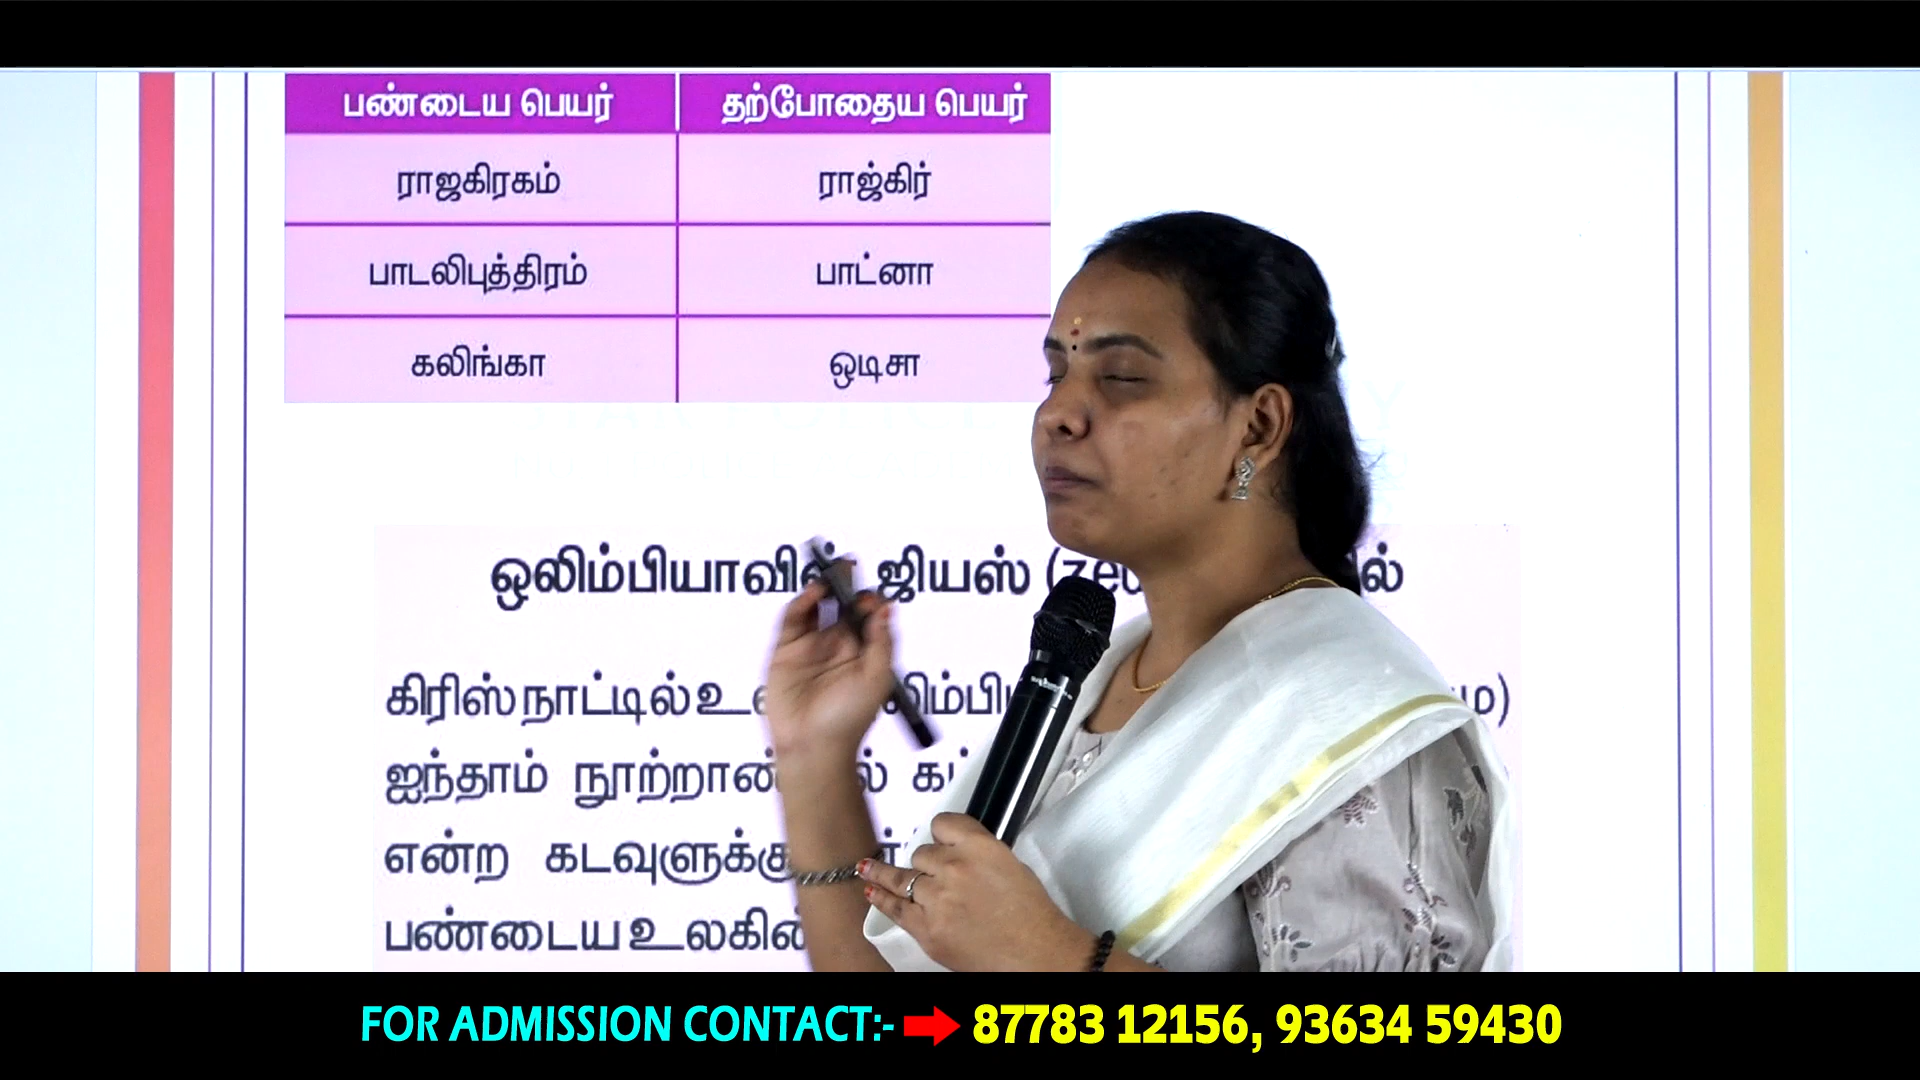 பண்டைய பெயர் தற்போதைய பெயர்
ராஜகிரகம் ராஜ்கிர்
பாடலிபுத்திரம் பாட்னா
கலிங்கா ஒடிசா
ஒலிம்பியாவின் ஜியஸ்
கிரிஸ் நாட்டில்
ஐந்தாம்
என்ற கடவுளுக்கு
பண்டைய உலகின்
FOR ADMISSION CONTACT:- 87783 12156, 93634 59430